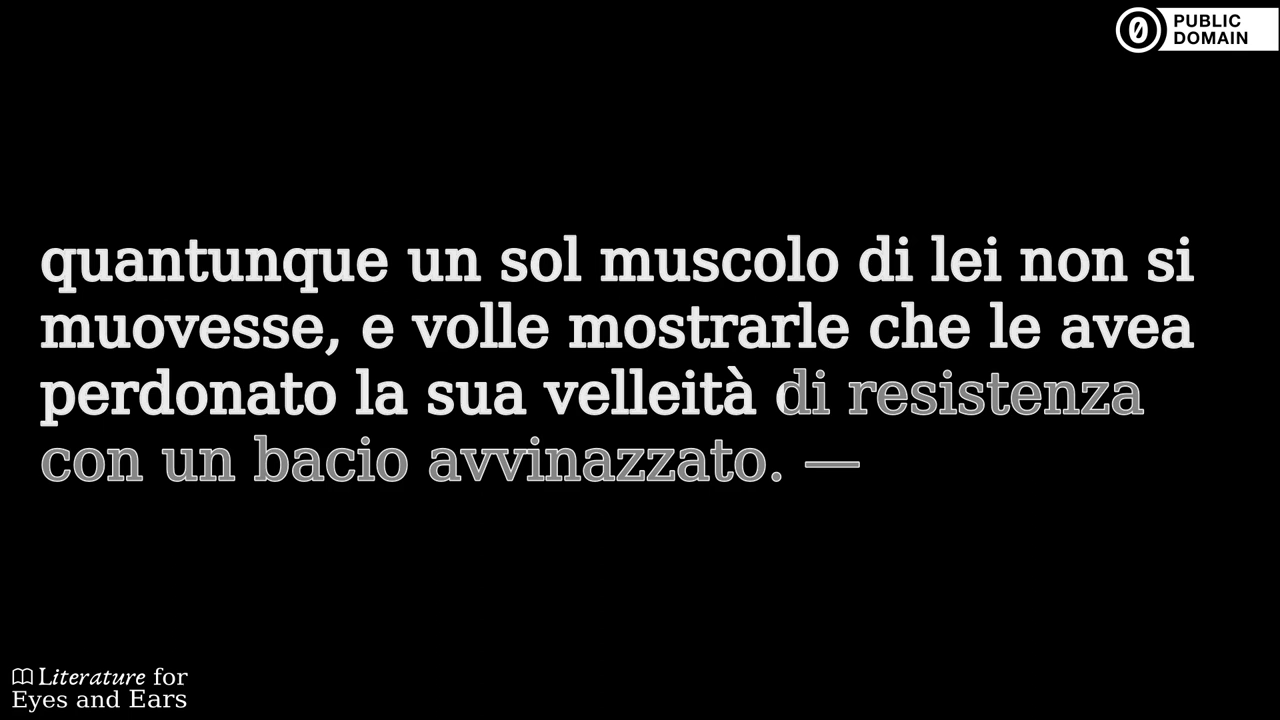 PUBLIC
DOMAIN
quantunque un sol muscolo di lei non si
muovesse, e volle mostrarle che le avea
perdonato la sua velleità di resistenza
con un bacio avvinazzato. —
Literature for
Eyes and Ears